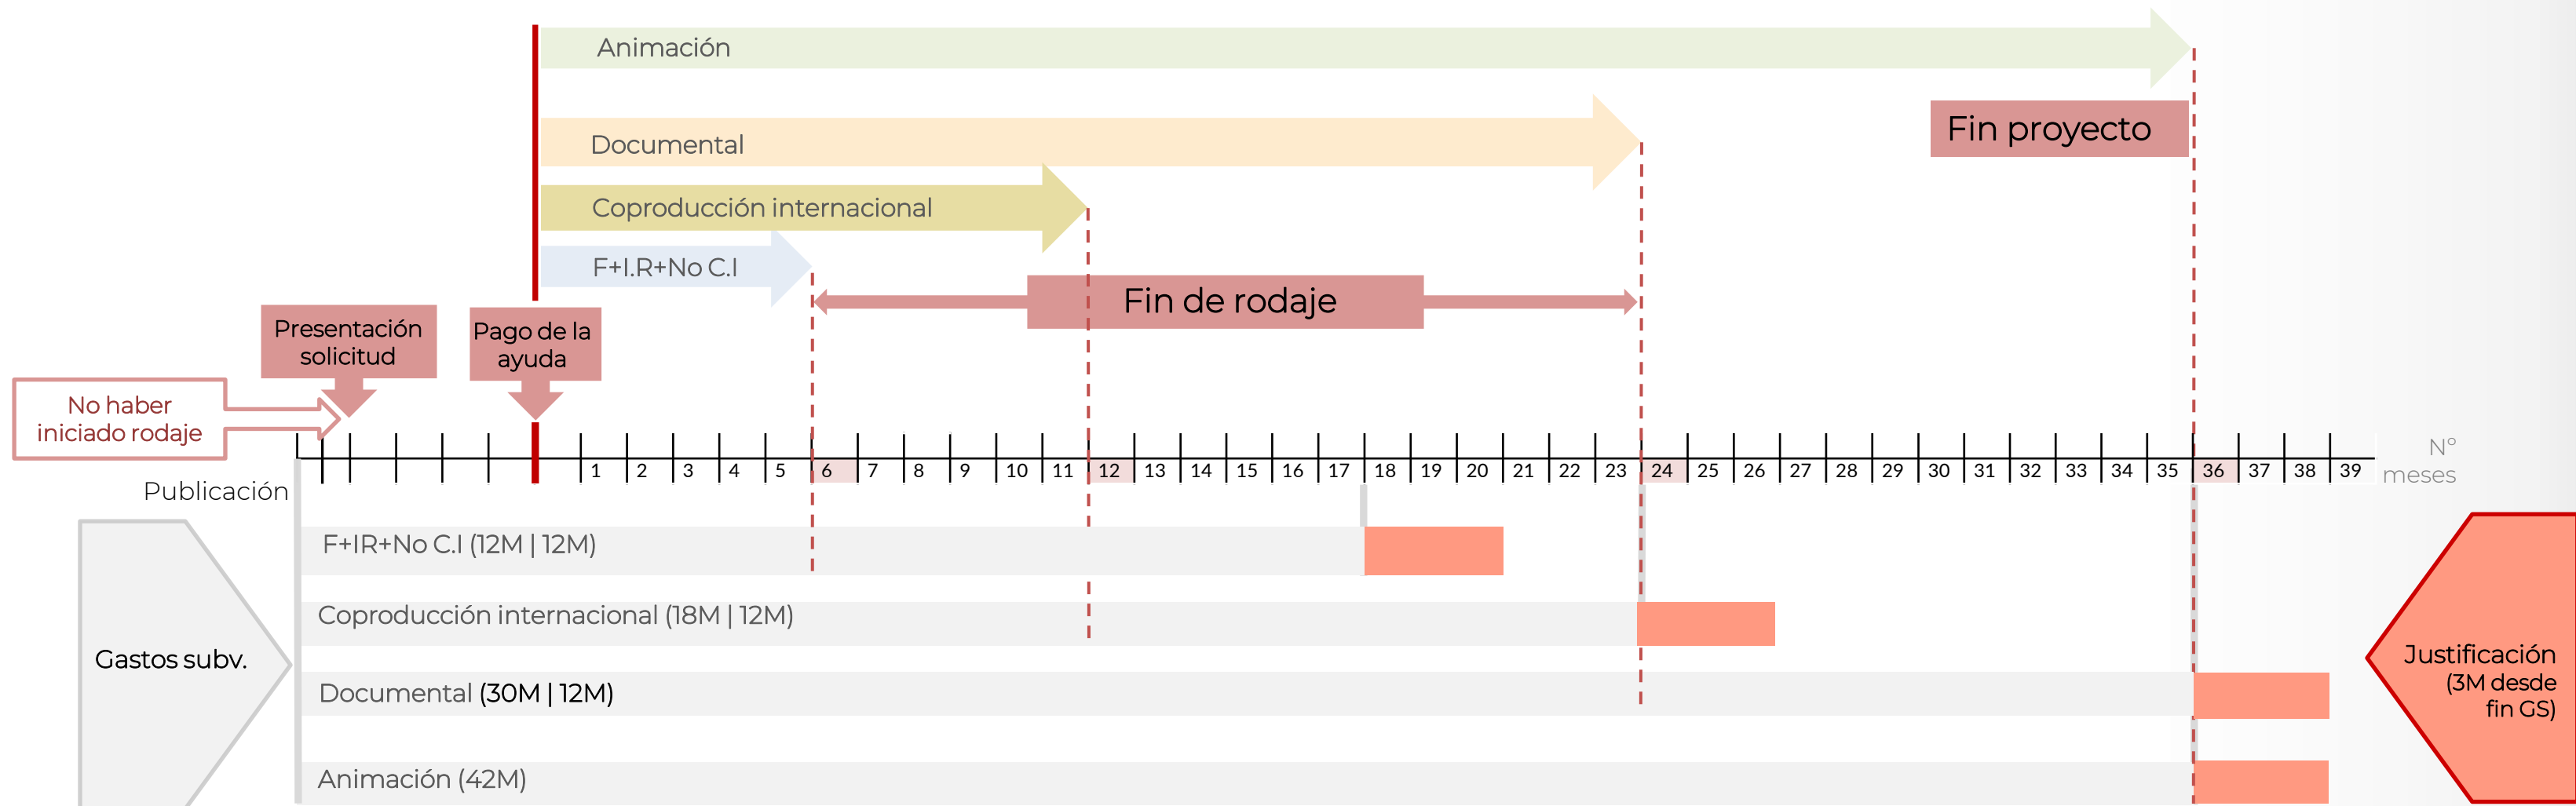 Animación
Fin proyecto
Documental
Coproducción internacional
F+I.R+No C.I
Fin de rodaje
Presentación
solicitud
Pago de la
ayuda
No haber
iniciado rodaje
1 2 3 4 5 6 7 8 9 10 11 12 13 14 15 16 17 18 19 20 21 22 23 24 25 26 27 28 29 30 31 32 33 34 35 36 37 38 39
Nº
meses
Publicación
F+IR+No C.I (12M | 12M)
Coproducción internacional (18M | 12M)
Gastos subv.
Documental (30M | 12M)
Animación (42M)
Justificación
(3M desde
fin GS)